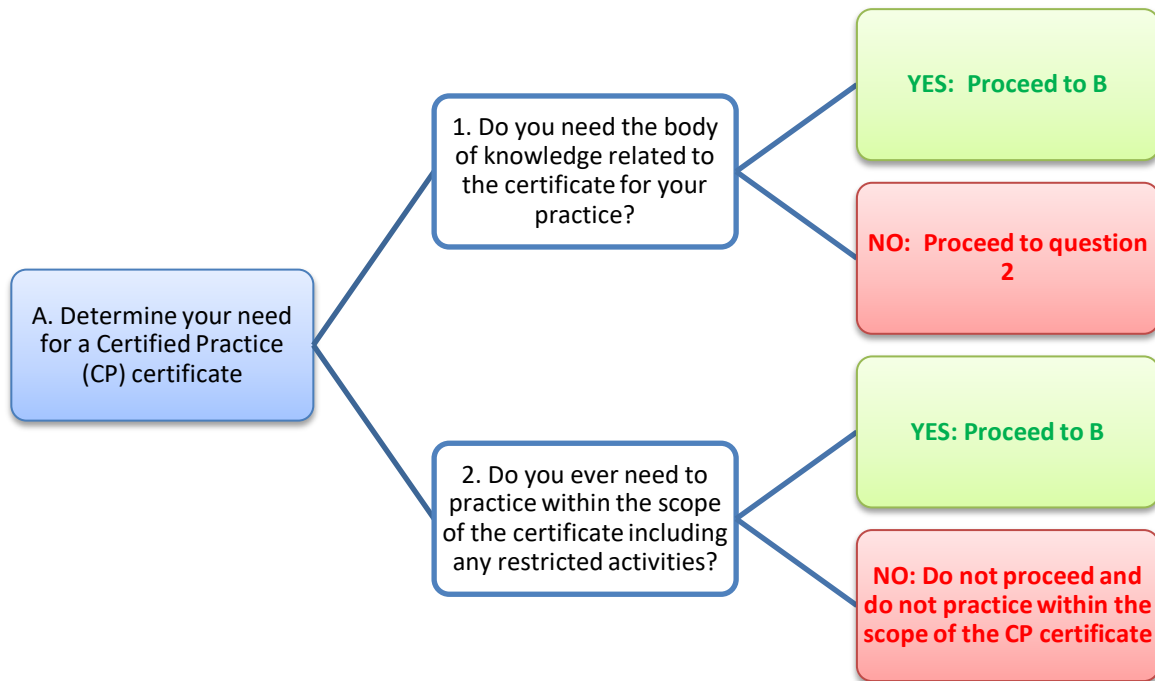 A. Determine your need
for a Certified Practice
(CP) certificate
1. Do you need the body
of knowledge related to
the certificate for your
practice?
YES:  Proceed to B
NO:  Proceed to question
2
2. Do you ever need to
practice within the scope
of the certificate including
any restricted activities?
YES: Proceed to B
NO: Do not proceed and
do not practice within the
scope of the CP certificate